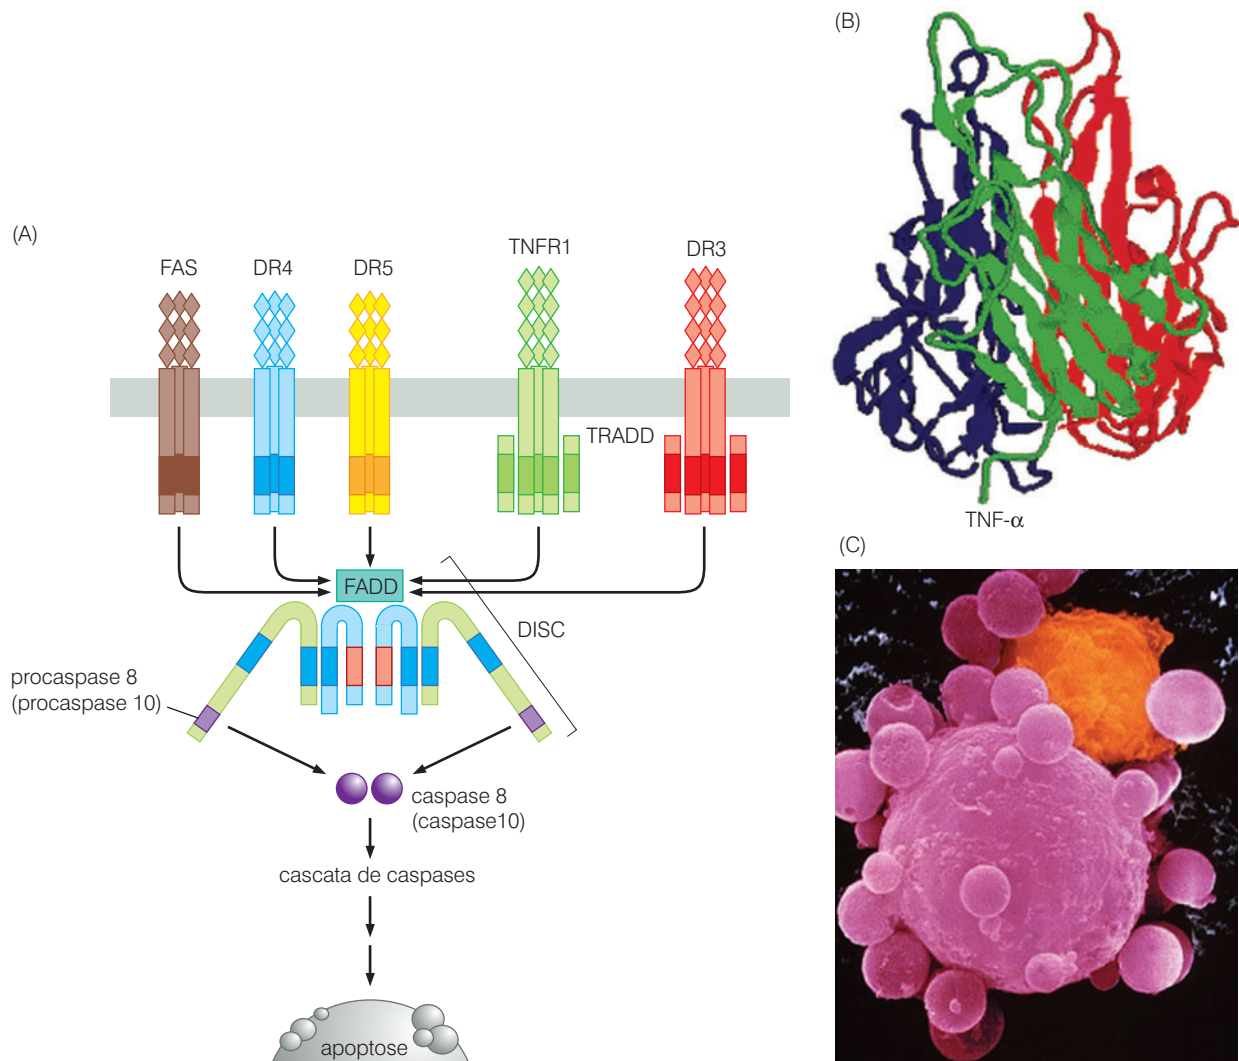 (A)
FAS
DR4
DR5
TNFR1
DR3
TRADD
FADD
DISC
procaspase 8
(procaspase 10)
caspase 8
(caspase10)
cascata de caspases
apoptose
(B)
TNF-α
(C)